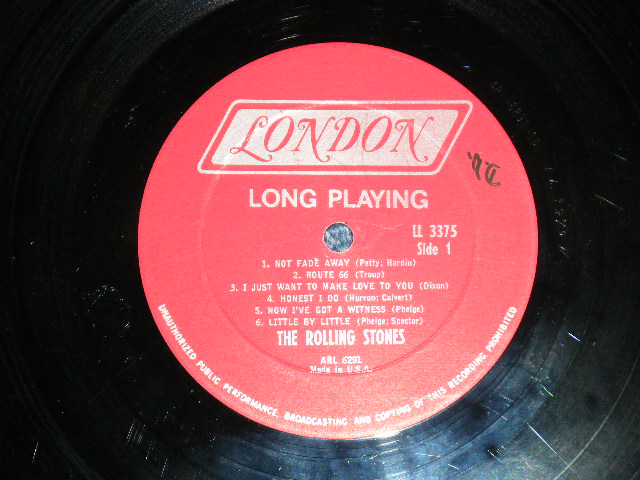 LONDON
LONG PLAYING
LL 3375
Side 1
1. NOT FADE AWAY (Petty; Hardin)
2. ROUTE 66 (Troup)
3. I JUST WANT TO MAKE LOVE TO YOU (Dixon)
4. HONEST I DO (Hurron; Calvert)
5. NOW I'VE GOT A WITNESS (Phelge)
6. LITTLE BY LITTLE (Phelge; Spector)
THE ROLLING STONES
ARL 6291
Made in U.S.A.
UNAUTHORIZED PUBLIC PERFORMANCE, BROADCASTING AND COPYING OF THIS RECORDING PROHIBITED